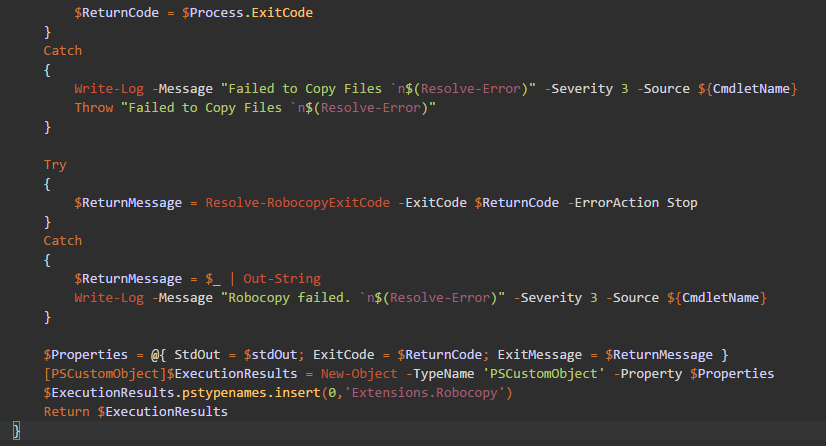 $ReturnCode = $Process.ExitCode
}
Catch
{
Write-Log -Message "Failed to Copy Files `n$(Resolve-Error)" -Severity 3 -Source ${CmdletName}
Throw "Failed to Copy Files `n$(Resolve-Error)"
}
Try
{
$ReturnMessage = Resolve-RobocopyExitCode -ExitCode $ReturnCode -ErrorAction Stop
}
Catch
{
$ReturnMessage = $_ | Out-String
Write-Log -Message "Robocopy failed. `n$(Resolve-Error)" -Severity 3 -Source ${CmdletName}
}
$Properties = @{ StdOut = $stdOut; ExitCode = $ReturnCode; ExitMessage = $ReturnMessage }
[PSCustomObject]$ExecutionResults = New-Object -TypeName 'PSCustomObject' -Property $Properties
$ExecutionResults.pstypenames.insert(0,'Extensions.Robocopy')
Return $ExecutionResults
}